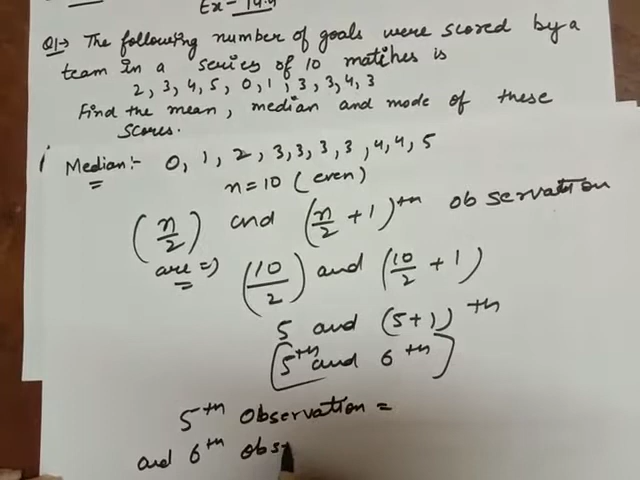 Ex- 14.4
Q1→ The following number of goals were scored by a
team in a series of 10 matches is
2, 3, 4, 5, 0, 1, 3, 3, 4, 3
Find the mean, median and mode of these
scores.
Median:- 0, 1, 2, 3, 3, 3, 3, 4, 4, 5
n = 10 (even)
(n/2) and (n/2 + 1)th observation
are ⇒ (10/2) and (10/2 + 1)
5 and (5+1)th
[5th and 6th]
5th observation =
and 6th obs